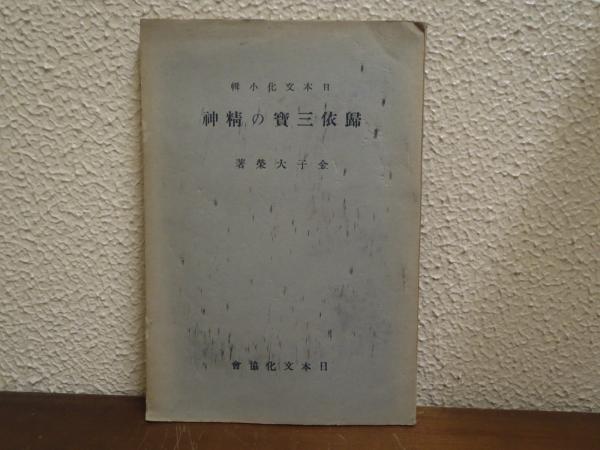 日本文化小輯
歸依三寶の精神
金子大榮著
日本文化協會